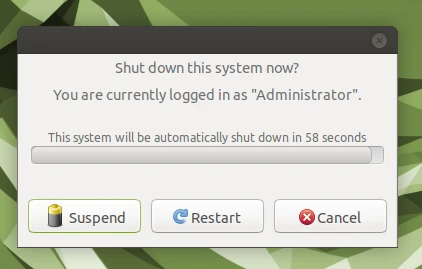 Shut down this system now?
You are currently logged in as "Administrator".
This system will be automatically shut down in 58 seconds
Suspend
Restart
Cancel